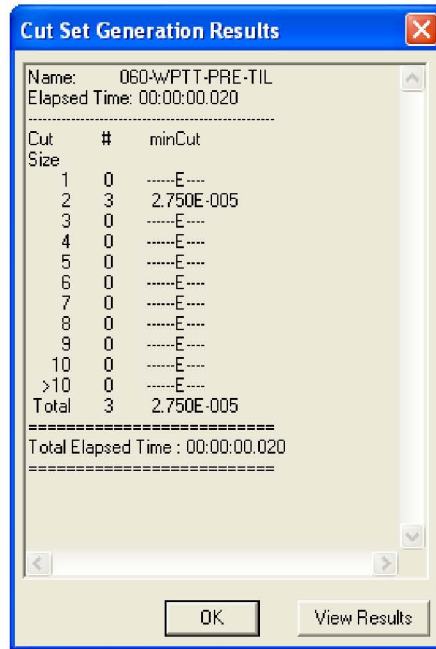 Cut Set Generation Results
Name: 060-WPTT-PRE-TIL
Elapsed Time: 00:00:00.020
--------------------------------------------------
Cut # minCut
Size
1 0 ------E----
2 3 2.750E-005
3 0 ------E----
4 0 ------E----
5 0 ------E----
6 0 ------E----
7 0 ------E----
8 0 ------E----
9 0 ------E----
10 0 ------E----
>10 0 ------E----
Total 3 2.750E-005
===========================
Total Elapsed Time : 00:00:00.020
===========================
OK View Results